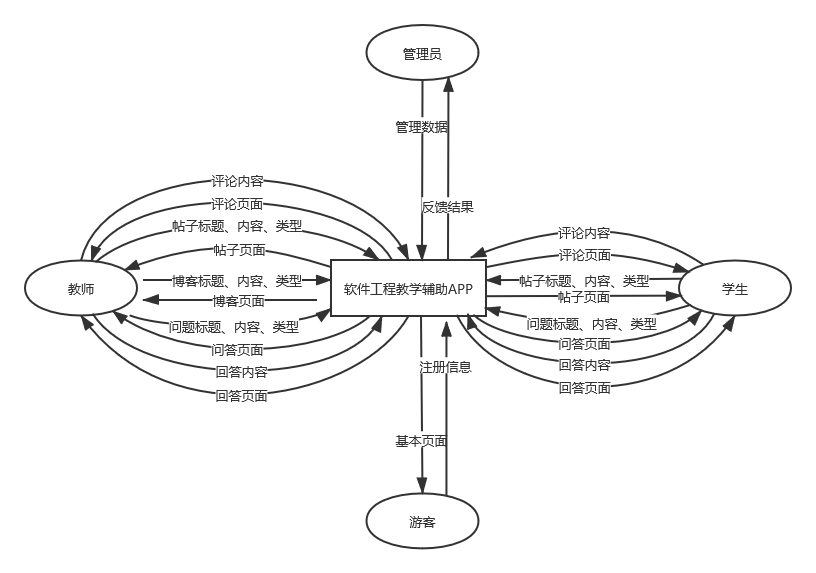 管理员
管理数据
反馈结果
评论内容
评论页面
帖子标题、内容、类型
帖子页面
博客标题、内容、类型
博客页面
问题标题、内容、类型
问答页面
回答内容
回答页面
教师
软件工程教学辅助APP
评论内容
评论页面
帖子标题、内容、类型
帖子页面
问题标题、内容、类型
问答页面
回答内容
回答页面
学生
注册信息
基本页面
游客